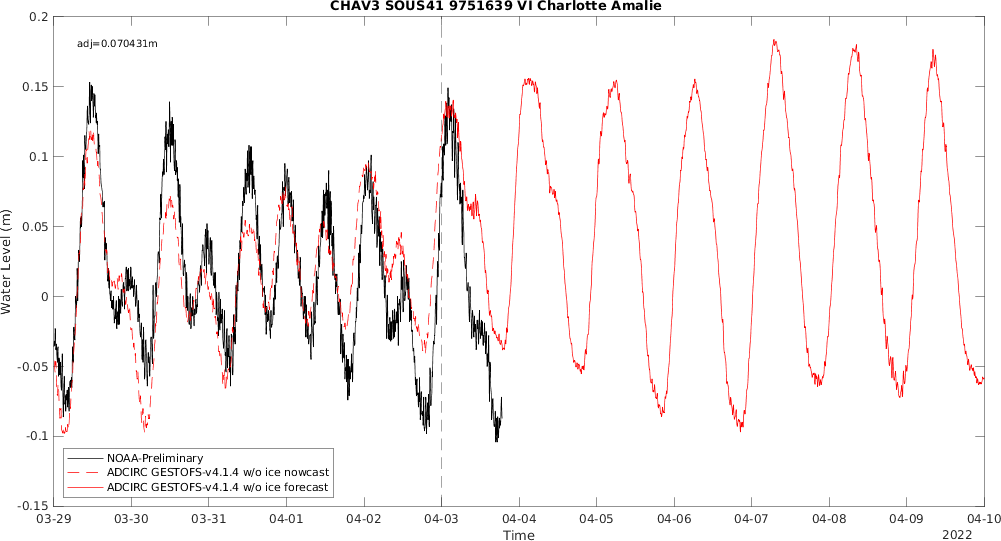 CHAV3 SOUS41 9751639 VI Charlotte Amalie
adj=0.070431m
Water Level (m)
0.2
0.15
0.1
0.05
0
-0.05
-0.1
-0.15
NOAA-Preliminary
ADCIRC GESTOFS-v4.1.4 w/o ice nowcast
ADCIRC GESTOFS-v4.1.4 w/o ice forecast
03-29 03-30 03-31 04-01 04-02 04-03 04-04 04-05 04-06 04-07 04-08 04-09 04-10
Time
2022